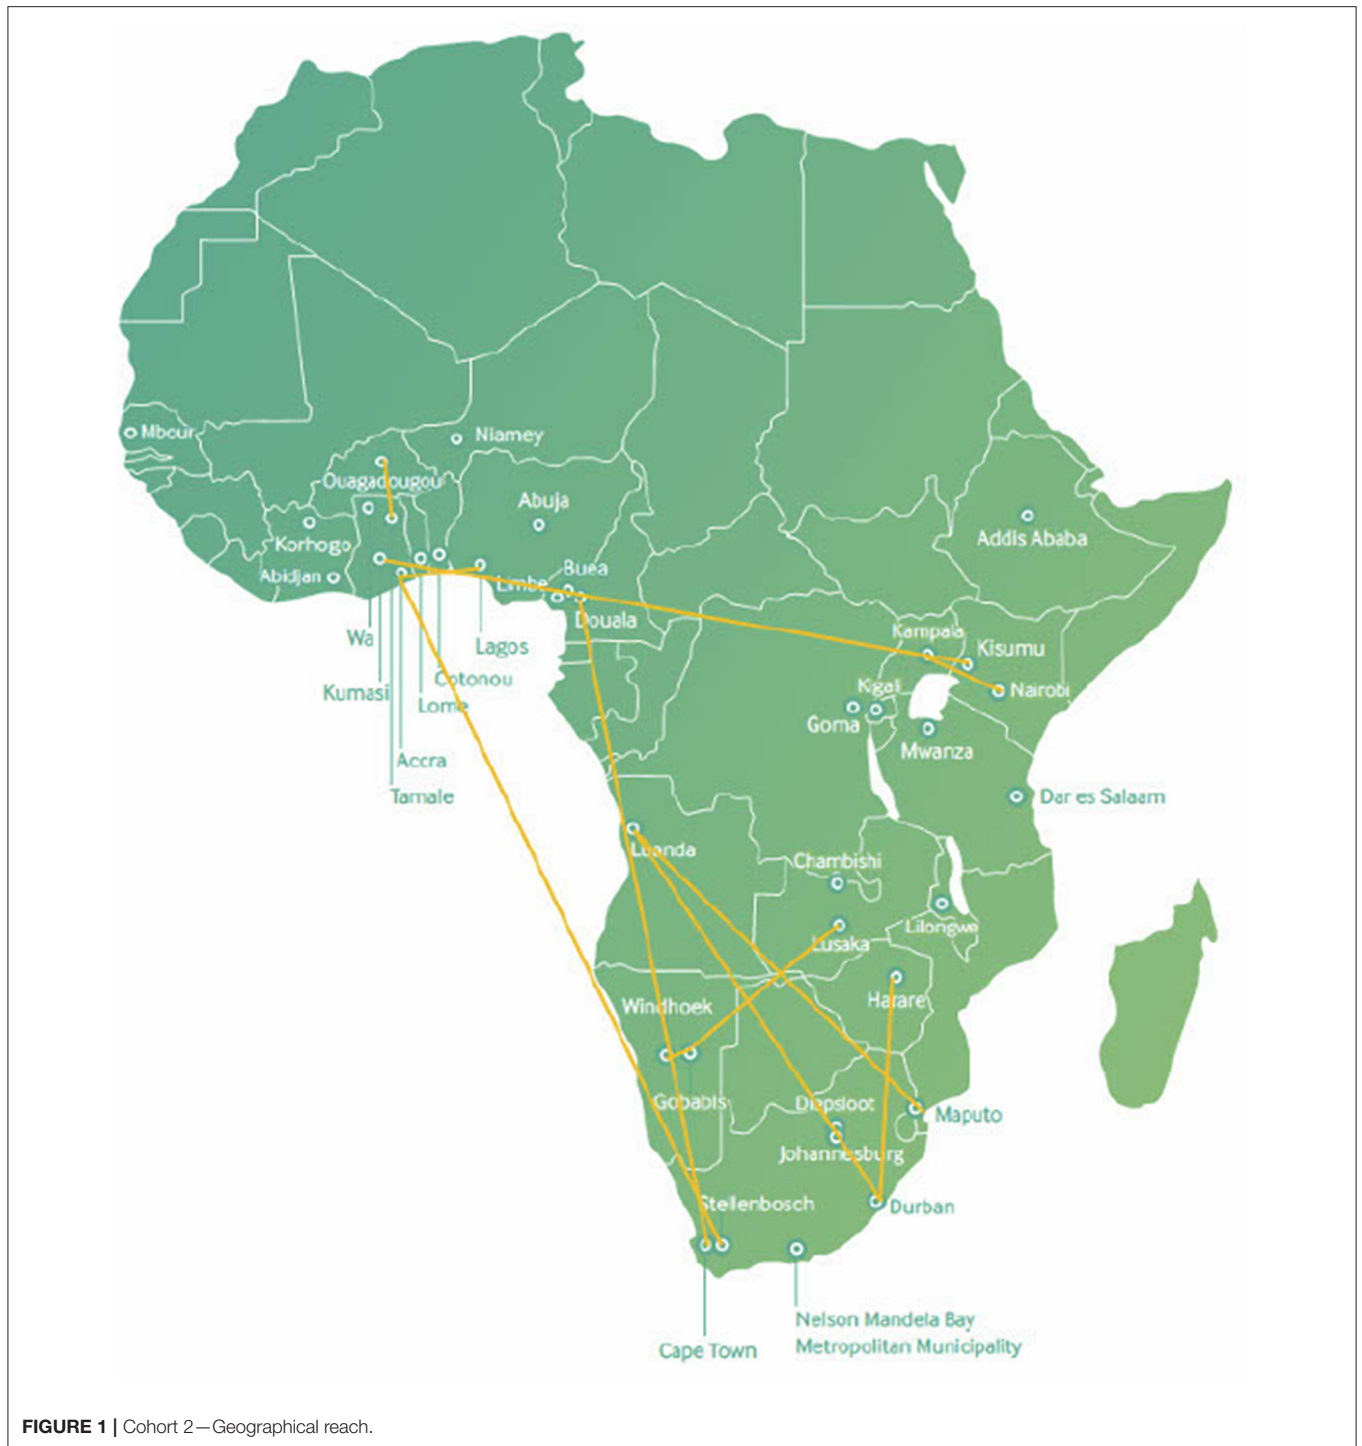 Mbour
Niamey
Ouagadougou
Abuja
Korhogo
Addis Ababa
Abidjan
Buea
Limbe
Douala
Wa
Lagos
Kampala
Kisumu
Cotonou
Kumasi
Lome
Kigali
Nairobi
Goma
Mwanza
Accra
Tamale
Dar es Salaam
Luanda
Chambishi
Lusaka
Lilongwe
Windhoek
Harare
Gobabis
Diepsloot
Maputo
Johannesburg
Stellenbosch
Durban
Nelson Mandela Bay
Metropolitan Municipality
Cape Town
FIGURE 1 | Cohort 2—Geographical reach.